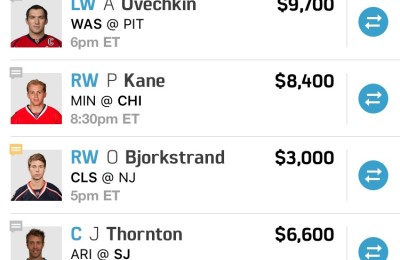 LW A Ovechkin $9,700
WAS @ PIT
6pm ET
RW P Kane $8,400
MIN @ CHI
8:30pm ET
RW O Bjorkstrand $3,000
CLS @ NJ
5pm ET
C J Thornton $6,600
ARI @ SJ